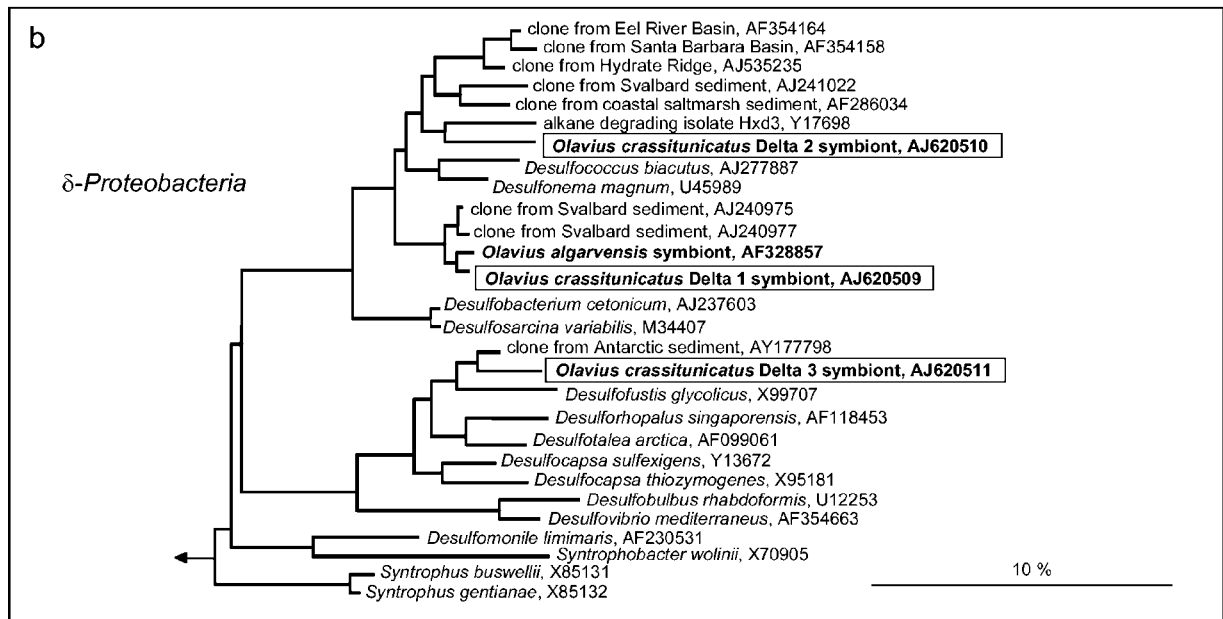 b
clone from Eel River Basin, AF354164
clone from Santa Barbara Basin, AF354158
clone from Hydrate Ridge, AJ535235
clone from Svalbard sediment, AJ241022
clone from coastal saltmarsh sediment, AF286034
alkane degrading isolate Hxd3, Y17698
Olavius crassitunicatus Delta 2 symbiont, AJ620510
Desulfococcus biacutus, AJ277887
δ-Proteobacteria
Desulfonema magnum, U45989
clone from Svalbard sediment, AJ240975
clone from Svalbard sediment, AJ240977
Olavius algarvensis symbiont, AF328857
Olavius crassitunicatus Delta 1 symbiont, AJ620509
Desulfobacterium cetonicum, AJ237603
Desulfosarcina variabilis, M34407
clone from Antarctic sediment, AY177798
Olavius crassitunicatus Delta 3 symbiont, AJ620511
Desulfofustis glycolicus, X99707
Desulforhopalus singaporensis, AF118453
Desulfotalea arctica, AF099061
Desulfocapsa sulfexigens, Y13672
Desulfocapsa thiozymogenes, X95181
Desulfobulbus rhabdoformis, U12253
Desulfovibrio mediterraneus, AF354663
Desulfomonile limimaris, AF230531
Syntrophobacter wolinii, X70905
Syntrophus buswellii, X85131
Syntrophus gentianae, X85132
10 %